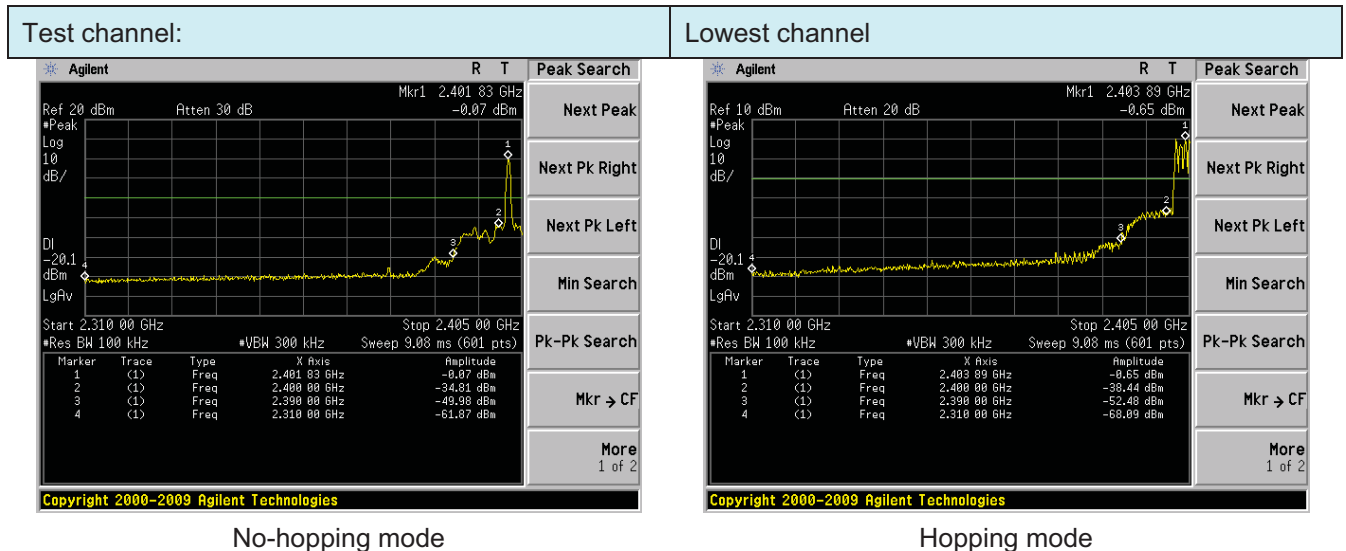 Test channel: Lowest channel
Agilent R T Peak Search
Mkr1 2.401 83 GHz
Ref 20 dBm Atten 30 dB -0.07 dBm
#Peak
Log
10
dB/
1
2
3
4
DI
-20.1
dBm
LgAv
Start 2.310 00 GHz Stop 2.405 00 GHz
#Res BW 100 kHz #VBW 300 kHz Sweep 9.08 ms (601 pts)
Marker Trace Type X Axis Amplitude
1 (1) Freq 2.401 83 GHz -0.07 dBm
2 (1) Freq 2.400 00 GHz -34.81 dBm
3 (1) Freq 2.390 00 GHz -49.98 dBm
4 (1) Freq 2.310 00 GHz -61.87 dBm
Next Peak
Next Pk Right
Next Pk Left
Min Search
Pk-Pk Search
Mkr → CF
More
1 of 2
Copyright 2000-2009 Agilent Technologies
No-hopping mode
Agilent R T Peak Search
Mkr1 2.403 89 GHz
Ref 10 dBm Atten 20 dB -0.65 dBm
#Peak
Log
10
dB/
1
2
3
4
DI
-20.1
dBm
LgAv
Start 2.310 00 GHz Stop 2.405 00 GHz
#Res BW 100 kHz #VBW 300 kHz Sweep 9.08 ms (601 pts)
Marker Trace Type X Axis Amplitude
1 (1) Freq 2.403 89 GHz -0.65 dBm
2 (1) Freq 2.400 00 GHz -38.44 dBm
3 (1) Freq 2.390 00 GHz -52.48 dBm
4 (1) Freq 2.310 00 GHz -68.09 dBm
Next Peak
Next Pk Right
Next Pk Left
Min Search
Pk-Pk Search
Mkr → CF
More
1 of 2
Copyright 2000-2009 Agilent Technologies
Hopping mode